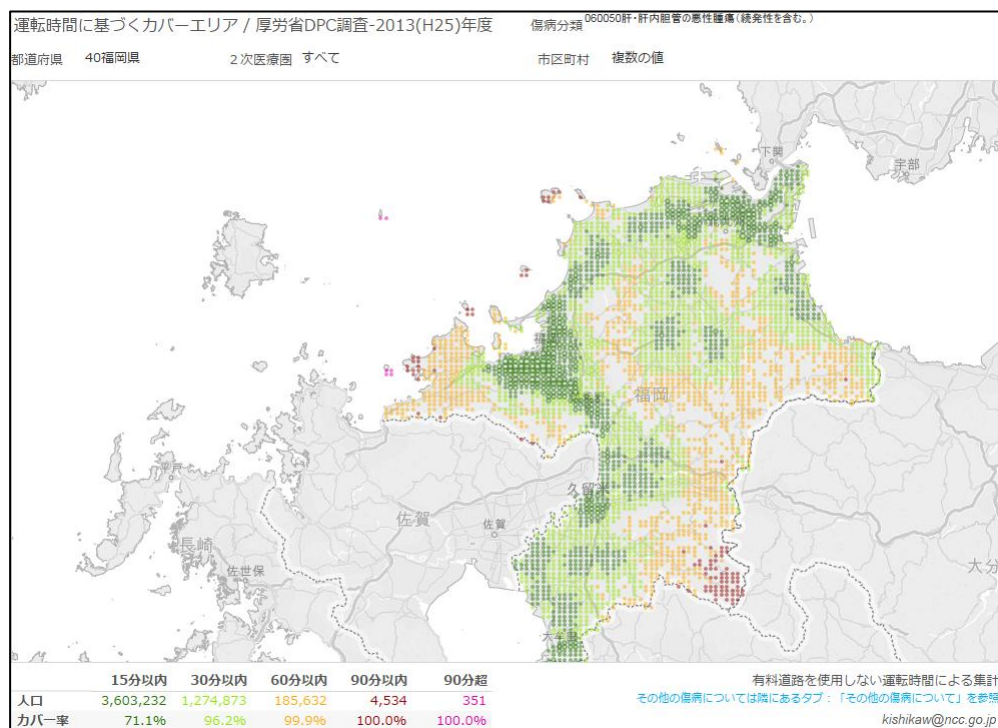 運転時間に基づくカバーエリア / 厚労省DPC調査-2013(H25)年度
傷病分類 060050肝・肝内胆管の悪性腫瘍(続発性を含む。)
都道府県 40福岡県 2次医療圏 すべて 市区町村 複数の値
下関
宇部
福岡
久留米
佐賀
佐賀
平戸
長崎
佐世保
大分
大牟田
15分以内 30分以内 60分以内 90分以内 90分超
人口 3,603,232 1,274,873 185,632 4,534 351
カバー率 71.1% 96.2% 99.9% 100.0% 100.0%
有料道路を使用しない運転時間による集計
その他の傷病については隣にあるタブ:「その他の傷病について」を参照
kishikaw@ncc.go.jp